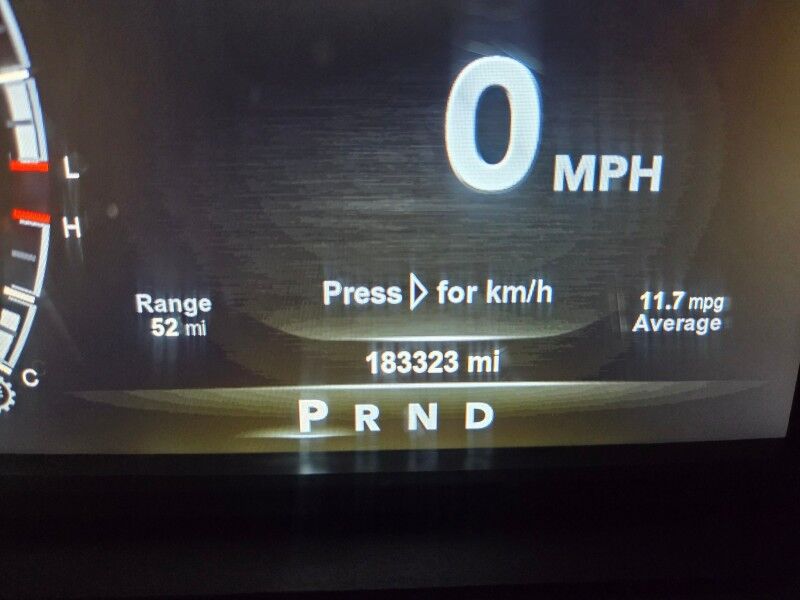 0 MPH
L
H
Press ▷ for km/h
Range
52 mi
11.7 mpg
Average
183323 mi
C
P R N D